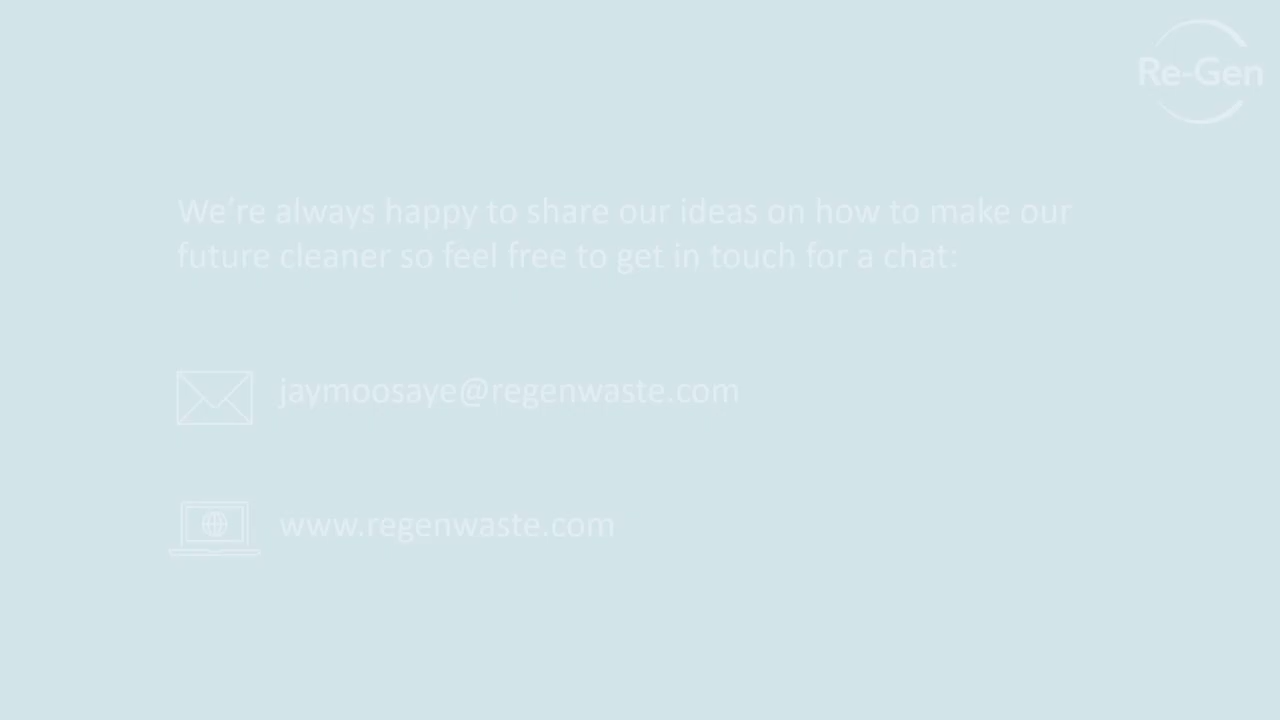 Re-Gen
We're always happy to share our ideas on how to make our
future cleaner so feel free to get in touch for a chat:
jaymoosaye@regenwaste.com
www.regenwaste.com